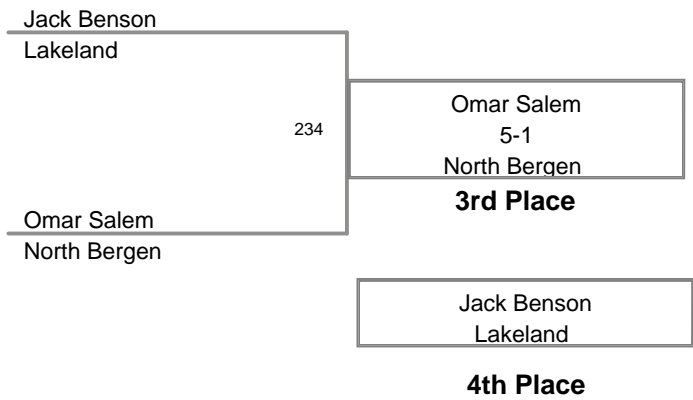 Jack Benson
Lakeland
234
Omar Salem
5-1
North Bergen
3rd Place
Omar Salem
North Bergen
Jack Benson
Lakeland
4th Place